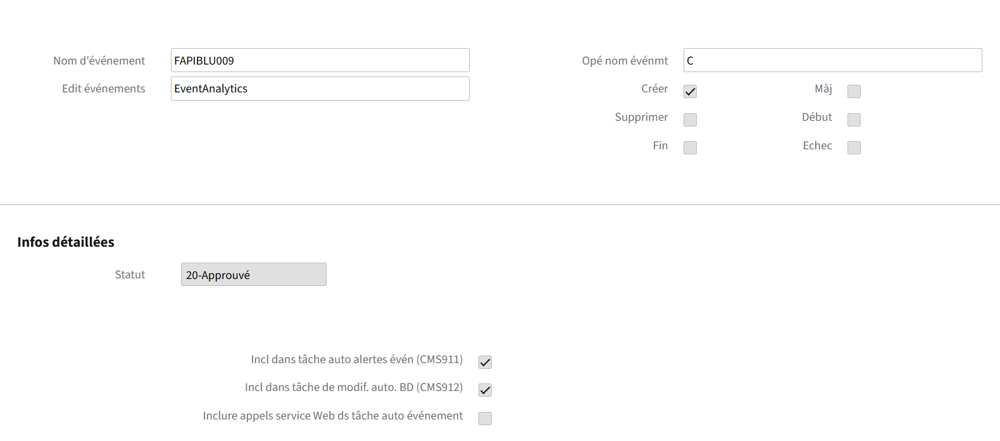 Nom d'événement FAPIBLU009 Opé nom événmt C
Edit événements EventAnalytics Créer Màj
Supprimer Début
Fin Echec
Infos détaillées
Statut 20-Approuvé
Incl dans tâche auto alertes évén (CMS911)
Incl dans tâche de modif. auto. BD (CMS912)
Inclure appels service Web ds tâche auto événement